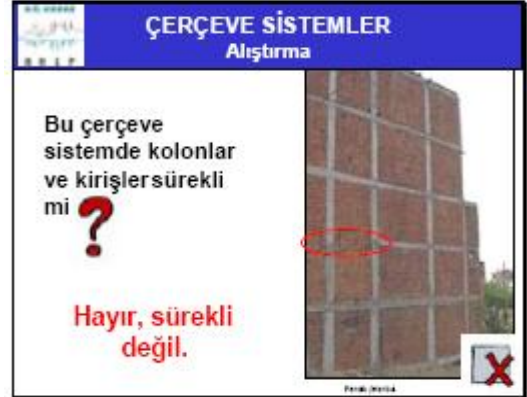 ÇERÇEVE SİSTEMLER
Alıştırma
Bu çerçeve
sistemde kolonlar
ve kirişlersürekli
mi ?
Hayır, sürekli
değil.